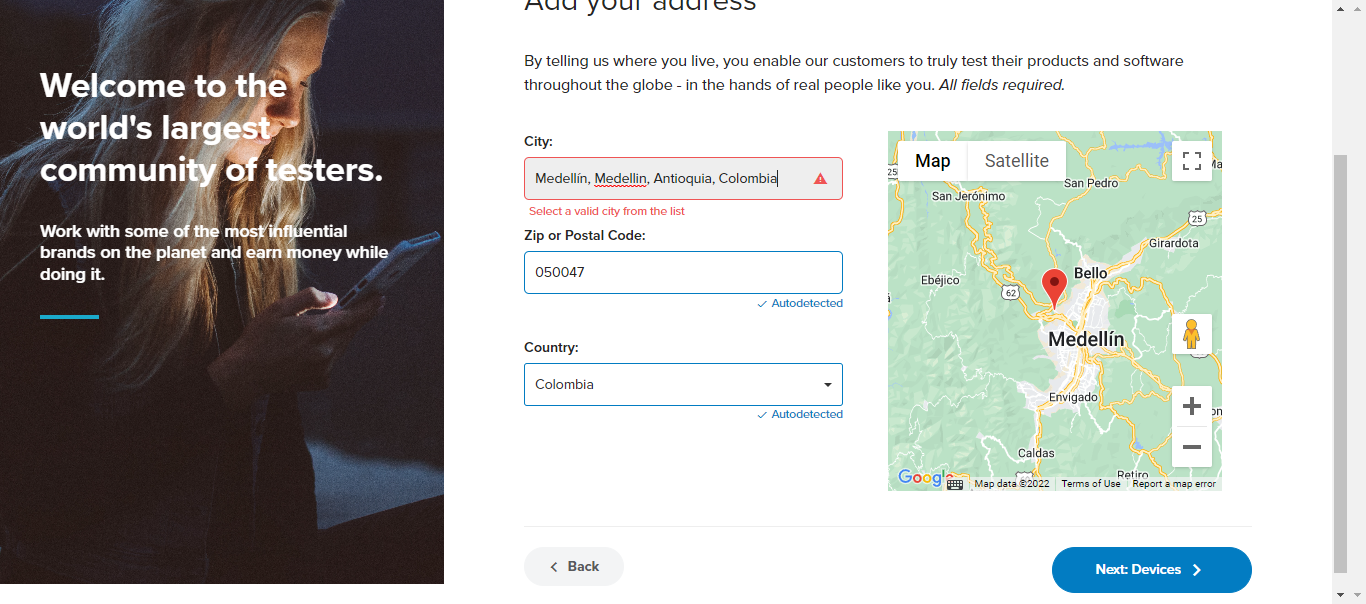 Add your address
Welcome to the
world's largest
community of testers.
Work with some of the most influential
brands on the planet and earn money while
doing it.
By telling us where you live, you enable our customers to truly test their products and software
throughout the globe - in the hands of real people like you. All fields required.
City:
Medellín, Medellin, Antioquia, Colombia
Select a valid city from the list
Zip or Postal Code:
050047
Autodetected
Country:
Colombia
Autodetected
Map
Satellite
25
San Pedro
San Jerónimo
25
Girardota
Bello
Ebéjico
62
Medellín
Envigado
Caldas
Retiro
Google
Map data ©2022
Terms of Use
Report a map error
Back
Next: Devices